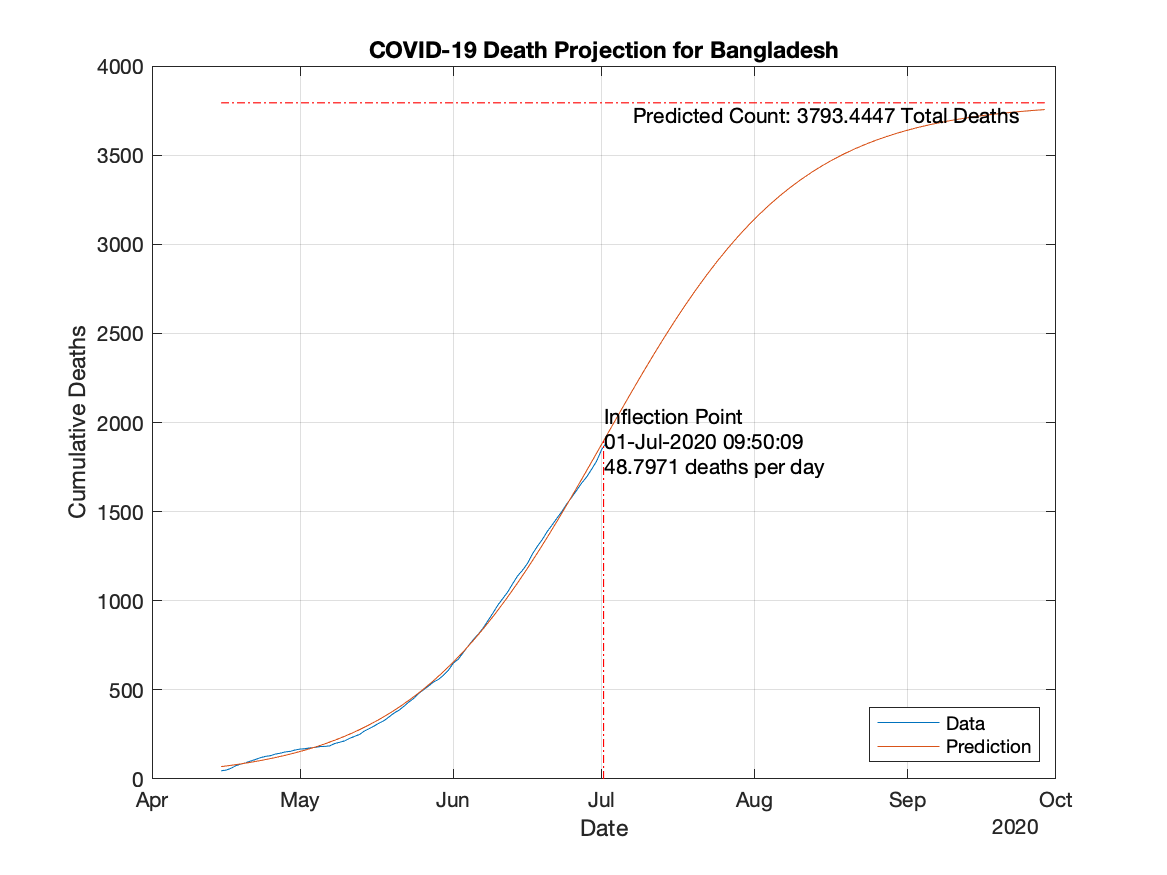 COVID-19 Death Projection for Bangladesh
4000
3500
3000
2500
2000
1500
1000
500
0
Cumulative Deaths
Predicted Count: 3793.4447 Total Deaths
Inflection Point
01-Jul-2020 09:50:09
48.7971 deaths per day
Data
Prediction
Apr May Jun Jul Aug Sep Oct
Date
2020